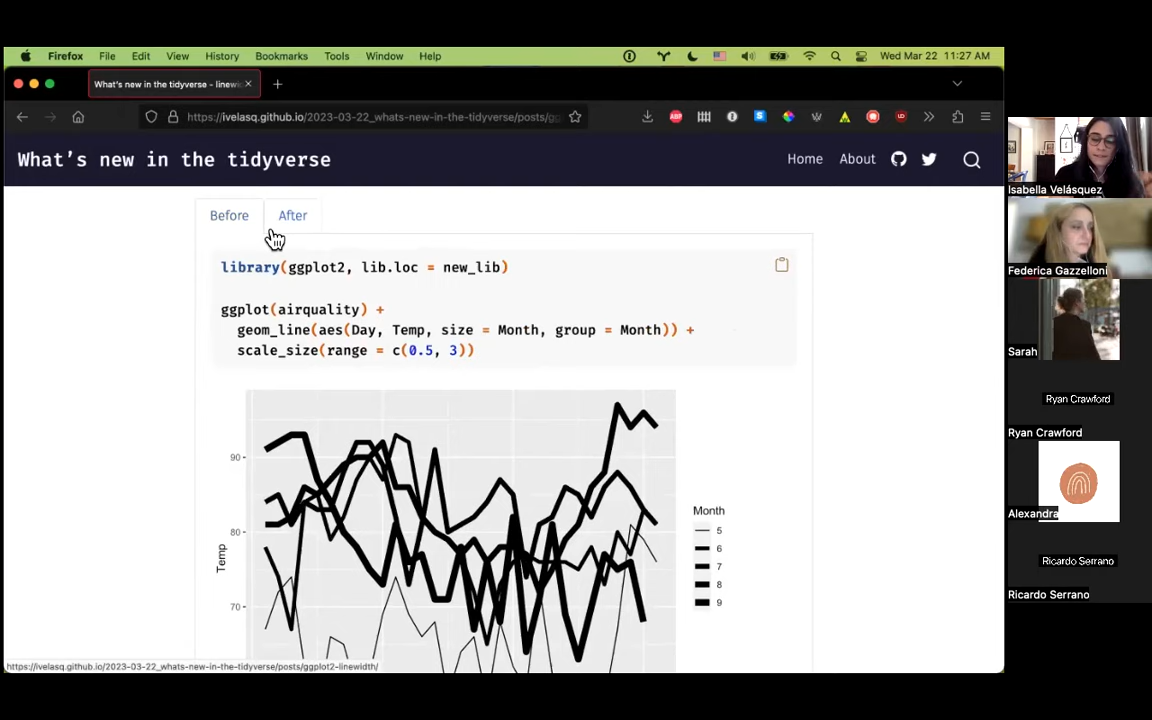 Firefox File Edit View History Bookmarks Tools Window Help Wed Mar 22 11:27 AM
What's new in the tidyverse - linewi
https://ivelasq.github.io/2023-03-22_whats-new-in-the-tidyverse/posts/gg
What's new in the tidyverse Home About
Before After
library(ggplot2, lib.loc = new_lib)
ggplot(airquality) +
geom_line(aes(Day, Temp, size = Month, group = Month)) +
scale_size(range = c(0.5, 3))
90
80
70
Temp
Month
5
6
7
8
9
https://ivelasq.github.io/2023-03-22_whats-new-in-the-tidyverse/posts/ggplot2-linewidth/
Isabella Velásquez
Federica Gazzelloni
Sarah
Ryan Crawford
Ryan Crawford
Alexandra
Ricardo Serrano
Ricardo Serrano